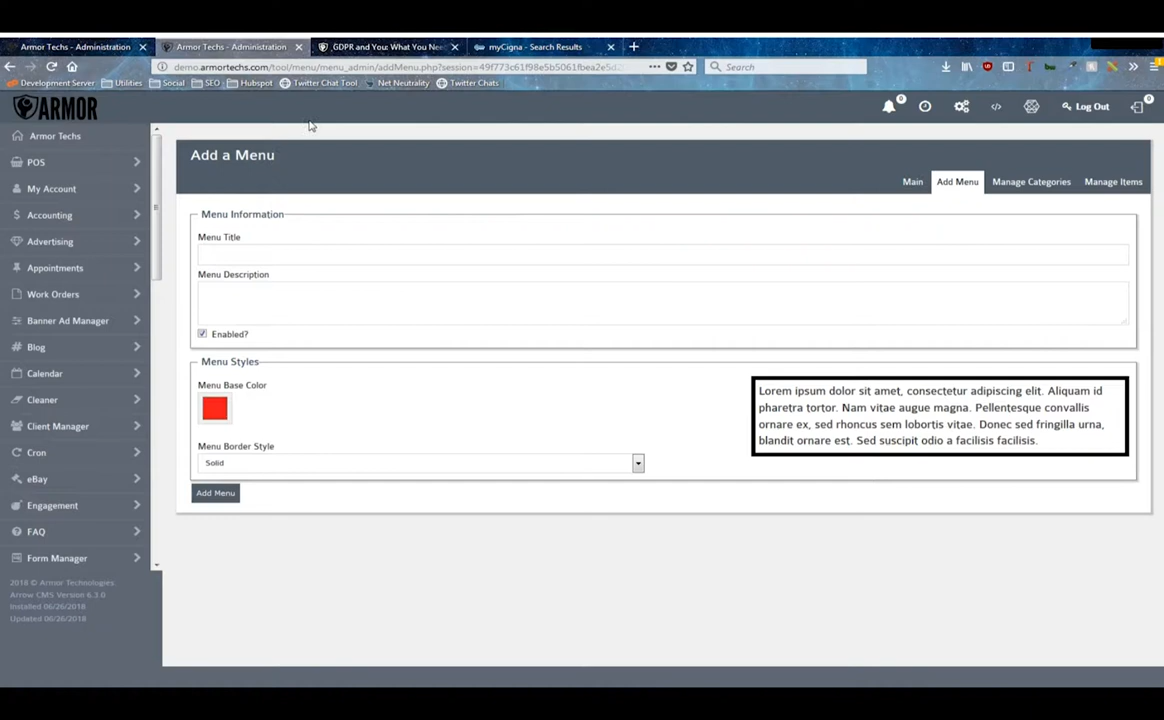 Armor Techs - Administration
Armor Techs - Administration
GDPR and You: What You Nee
myCigna - Search Results
demo.armortechs.com/tool/menu/menu_admin/addMenu.php?session=49f773c61f98e5b5061fbea2e5d2
Search
Development Server
Utilities
Social
SEO
Hubspot
Twitter Chat Tool
Net Neutrality
Twitter Chats
ARMOR
0
Log Out
0
Armor Techs
POS
My Account
Accounting
Advertising
Appointments
Work Orders
Banner Ad Manager
Blog
Calendar
Cleaner
Client Manager
Cron
eBay
Engagement
FAQ
Form Manager
2018 © Armor Technologies
Arrow CMS Version 6.3.0
Installed 06/26/2018
Updated 06/26/2018
Add a Menu
Main
Add Menu
Manage Categories
Manage Items
Menu Information
Menu Title
Menu Description
Enabled?
Menu Styles
Menu Base Color
Menu Border Style
Solid
Add Menu
Lorem ipsum dolor sit amet, consectetur adipiscing elit. Aliquam id
pharetra tortor. Nam vitae augue magna. Pellentesque convallis
ornare ex, sed rhoncus sem lobortis vitae. Donec sed fringilla urna,
blandit ornare est. Sed suscipit odio a facilisis facilisis.